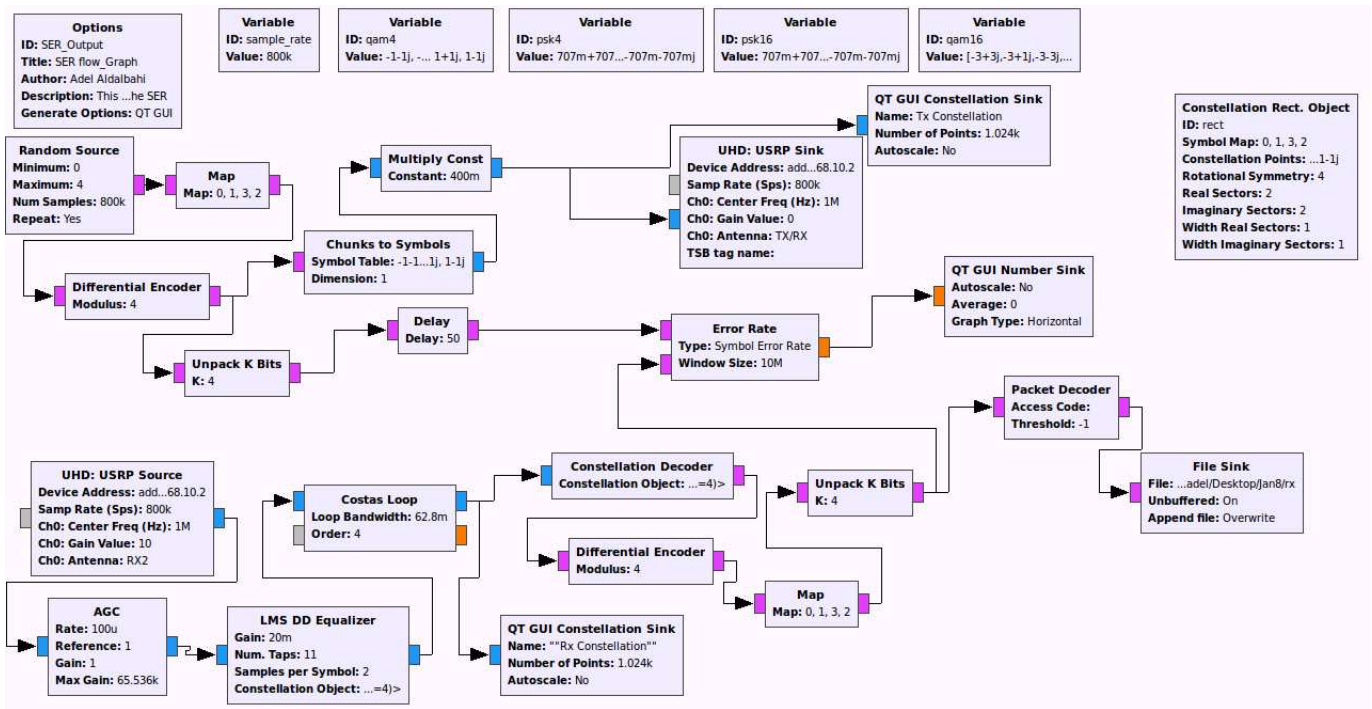 Options
ID: SER_Output
Title: SER flow_Graph
Author: Adel Aldalbahi
Description: This ...he SER
Generate Options: QT GUI
Variable
ID: sample_rate
Value: 800k
Variable
ID: qam4
Value: -1-1j, -... 1+1j, 1-1j
Variable
ID: psk4
Value: 707m+707...-707m-707mj
Variable
ID: psk16
Value: 707m+707...-707m-707mj
Variable
ID: qam16
Value: [-3+3j,-3+1j,-3-3j,...
QT GUI Constellation Sink
Name: Tx Constellation
Number of Points: 1.024k
Autoscale: No
Constellation Rect. Object
ID: rect
Symbol Map: 0, 1, 3, 2
Constellation Points: ...1-1j
Rotational Symmetry: 4
Real Sectors: 2
Imaginary Sectors: 2
Width Real Sectors: 1
Width Imaginary Sectors: 1
Random Source
Minimum: 0
Maximum: 4
Num Samples: 800k
Repeat: Yes
Map
Map: 0, 1, 3, 2
Multiply Const
Constant: 400m
UHD: USRP Sink
Device Address: add...68.10.2
Samp Rate (Sps): 800k
Ch0: Center Freq (Hz): 1M
Ch0: Gain Value: 0
Ch0: Antenna: TX/RX
TSB tag name:
Chunks to Symbols
Symbol Table: -1-1...1j, 1-1j
Dimension: 1
Differential Encoder
Modulus: 4
QT GUI Number Sink
Autoscale: No
Average: 0
Graph Type: Horizontal
Delay
Delay: 50
Error Rate
Type: Symbol Error Rate
Window Size: 10M
Unpack K Bits
K: 4
Packet Decoder
Access Code:
Threshold: -1
UHD: USRP Source
Device Address: add...68.10.2
Samp Rate (Sps): 800k
Ch0: Center Freq (Hz): 1M
Ch0: Gain Value: 10
Ch0: Antenna: RX2
Costas Loop
Loop Bandwidth: 62.8m
Order: 4
Constellation Decoder
Constellation Object: ...=4)>
Unpack K Bits
K: 4
File Sink
File: ...adel/Desktop/Jan8/rx
Unbuffered: On
Append file: Overwrite
Differential Encoder
Modulus: 4
Map
Map: 0, 1, 3, 2
AGC
Rate: 100u
Reference: 1
Gain: 1
Max Gain: 65.536k
LMS DD Equalizer
Gain: 20m
Num. Taps: 11
Samples per Symbol: 2
Constellation Object: ...=4)>
QT GUI Constellation Sink
Name: ""Rx Constellation""
Number of Points: 1.024k
Autoscale: No